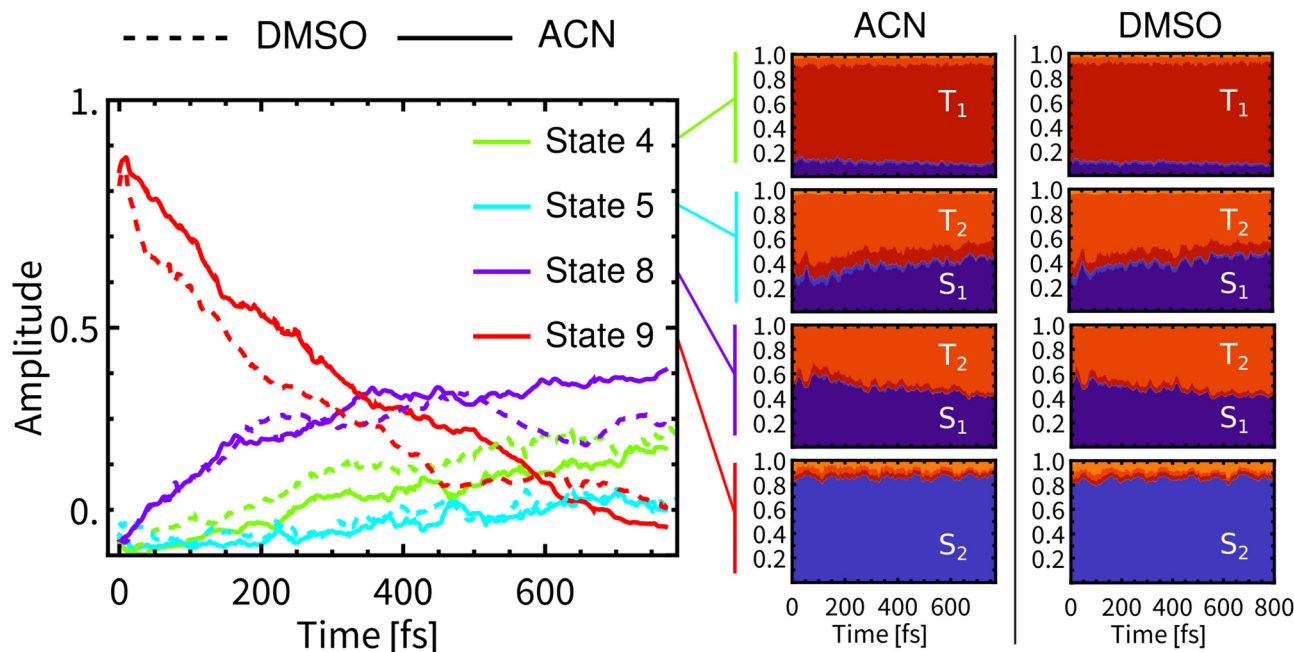 DMSO ACN
Amplitude
1.
0.5
0.
State 4
State 5
State 8
State 9
0 200 400 600
Time [fs]
ACN DMSO
1.0
0.8
0.6
0.4
0.2
T1
1.0
0.8
0.6
0.4
0.2
T1
1.0
0.8
0.6
0.4
0.2
T2
S1
1.0
0.8
0.6
0.4
0.2
T2
S1
1.0
0.8
0.6
0.4
0.2
T2
S1
1.0
0.8
0.6
0.4
0.2
T2
S1
1.0
0.8
0.6
0.4
0.2
S2
1.0
0.8
0.6
0.4
0.2
S2
0 200 400 600
Time [fs]
0 200 400 600 800
Time [fs]